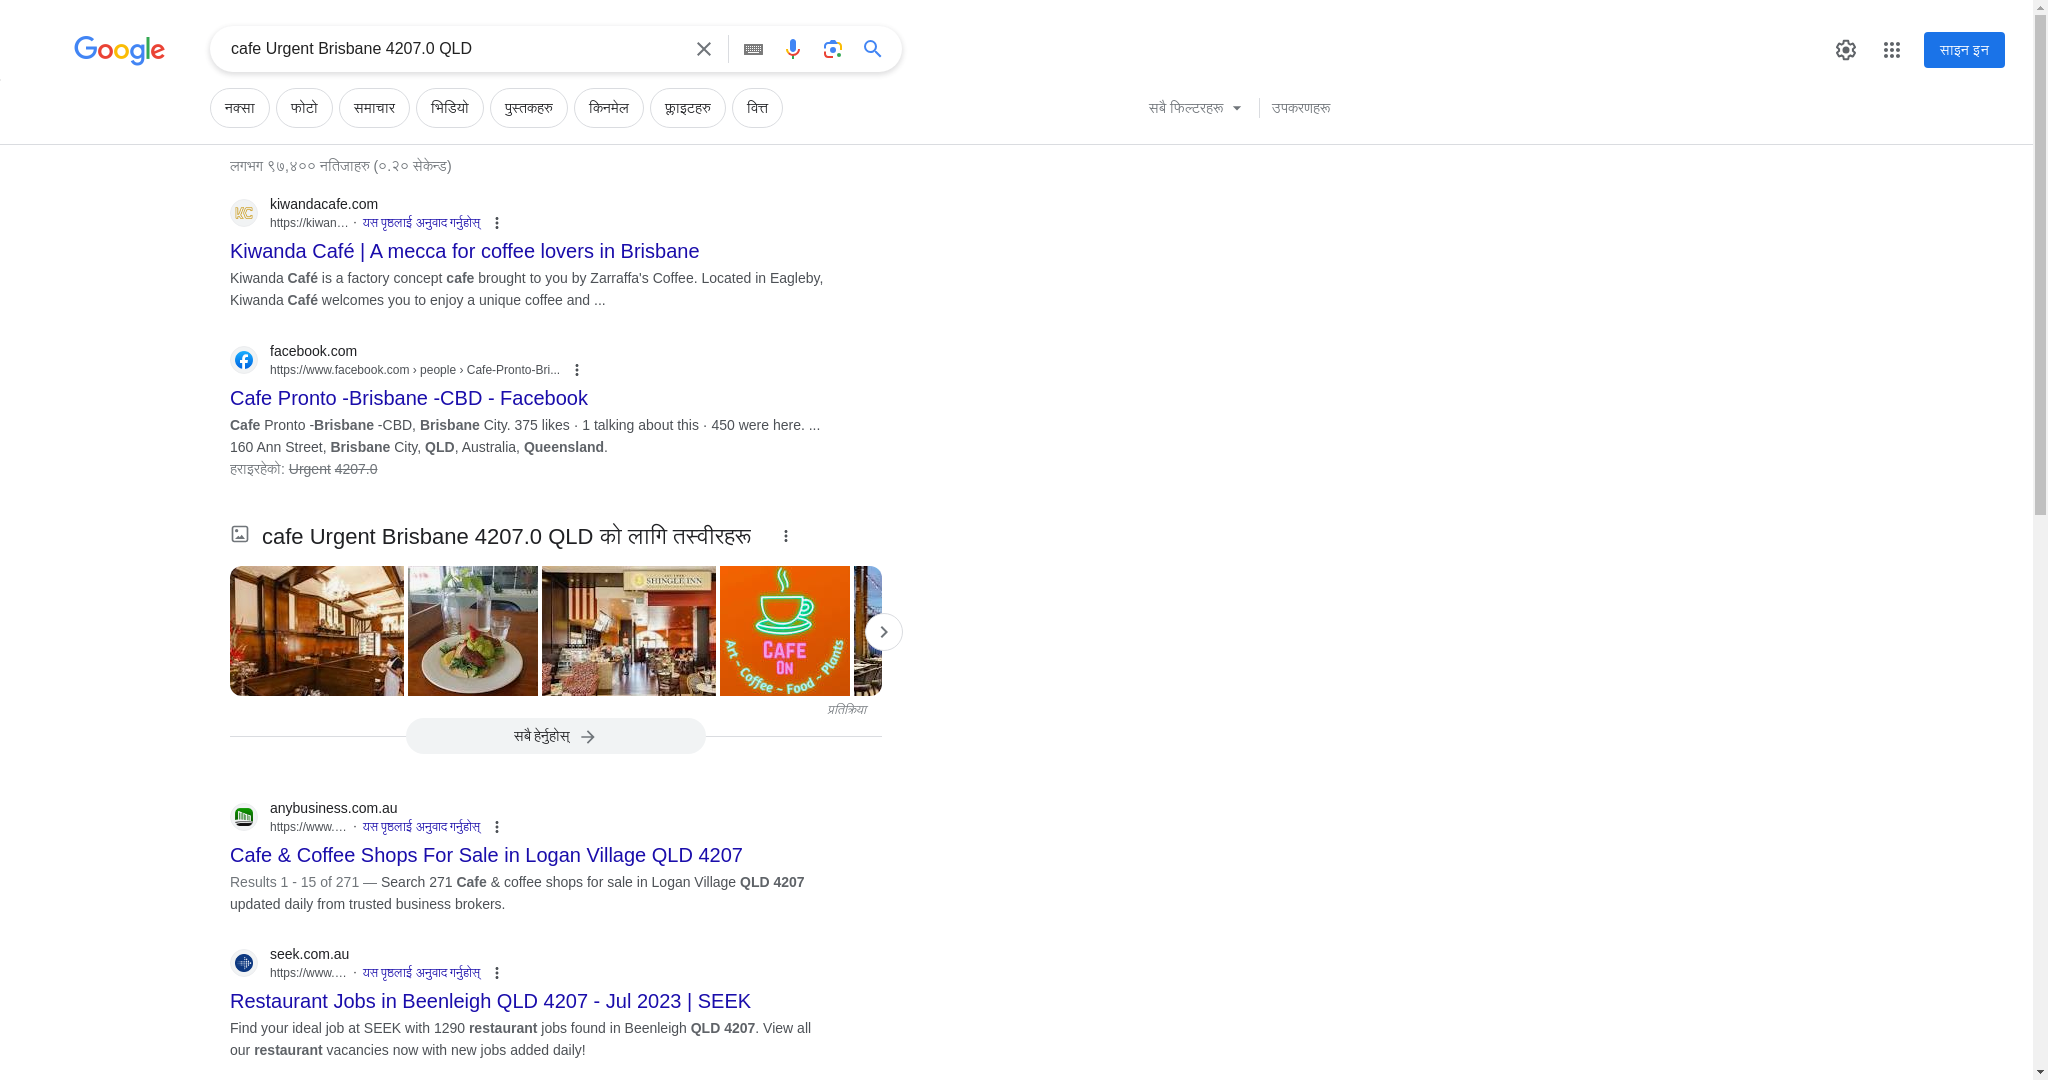 Google
cafe Urgent Brisbane 4207.0 QLD
साइन इन
नक्सा
फोटो
समाचार
भिडियो
पुस्तकहरु
किनमेल
फ्लाइटहरु
वित्त
सबै फिल्टरहरू
उपकरणहरू
लगभग ९७,४०० नतिजाहरु (०.२० सेकेन्ड)
KC
kiwandacafe.com
https://kiwan... · यस पृष्ठलाई अनुवाद गर्नुहोस्
Kiwanda Café | A mecca for coffee lovers in Brisbane
Kiwanda Café is a factory concept cafe brought to you by Zarraffa's Coffee. Located in Eagleby,
Kiwanda Café welcomes you to enjoy a unique coffee and ...
facebook.com
https://www.facebook.com › people › Cafe-Pronto-Bri...
Cafe Pronto -Brisbane -CBD - Facebook
Cafe Pronto -Brisbane -CBD, Brisbane City. 375 likes · 1 talking about this · 450 were here. ...
160 Ann Street, Brisbane City, QLD, Australia, Queensland.
हराइरहेको: Urgent 4207.0
cafe Urgent Brisbane 4207.0 QLD को लागि तस्वीरहरू
SHINGLE INN
CAFE
ON
Art ~ Coffee ~ Food ~ Plants
प्रतिक्रिया
सबै हेर्नुहोस्
anybusiness.com.au
https://www.... · यस पृष्ठलाई अनुवाद गर्नुहोस्
Cafe & Coffee Shops For Sale in Logan Village QLD 4207
Results 1 - 15 of 271 — Search 271 Cafe & coffee shops for sale in Logan Village QLD 4207
updated daily from trusted business brokers.
seek.com.au
https://www.... · यस पृष्ठलाई अनुवाद गर्नुहोस्
Restaurant Jobs in Beenleigh QLD 4207 - Jul 2023 | SEEK
Find your ideal job at SEEK with 1290 restaurant jobs found in Beenleigh QLD 4207. View all
our restaurant vacancies now with new jobs added daily!